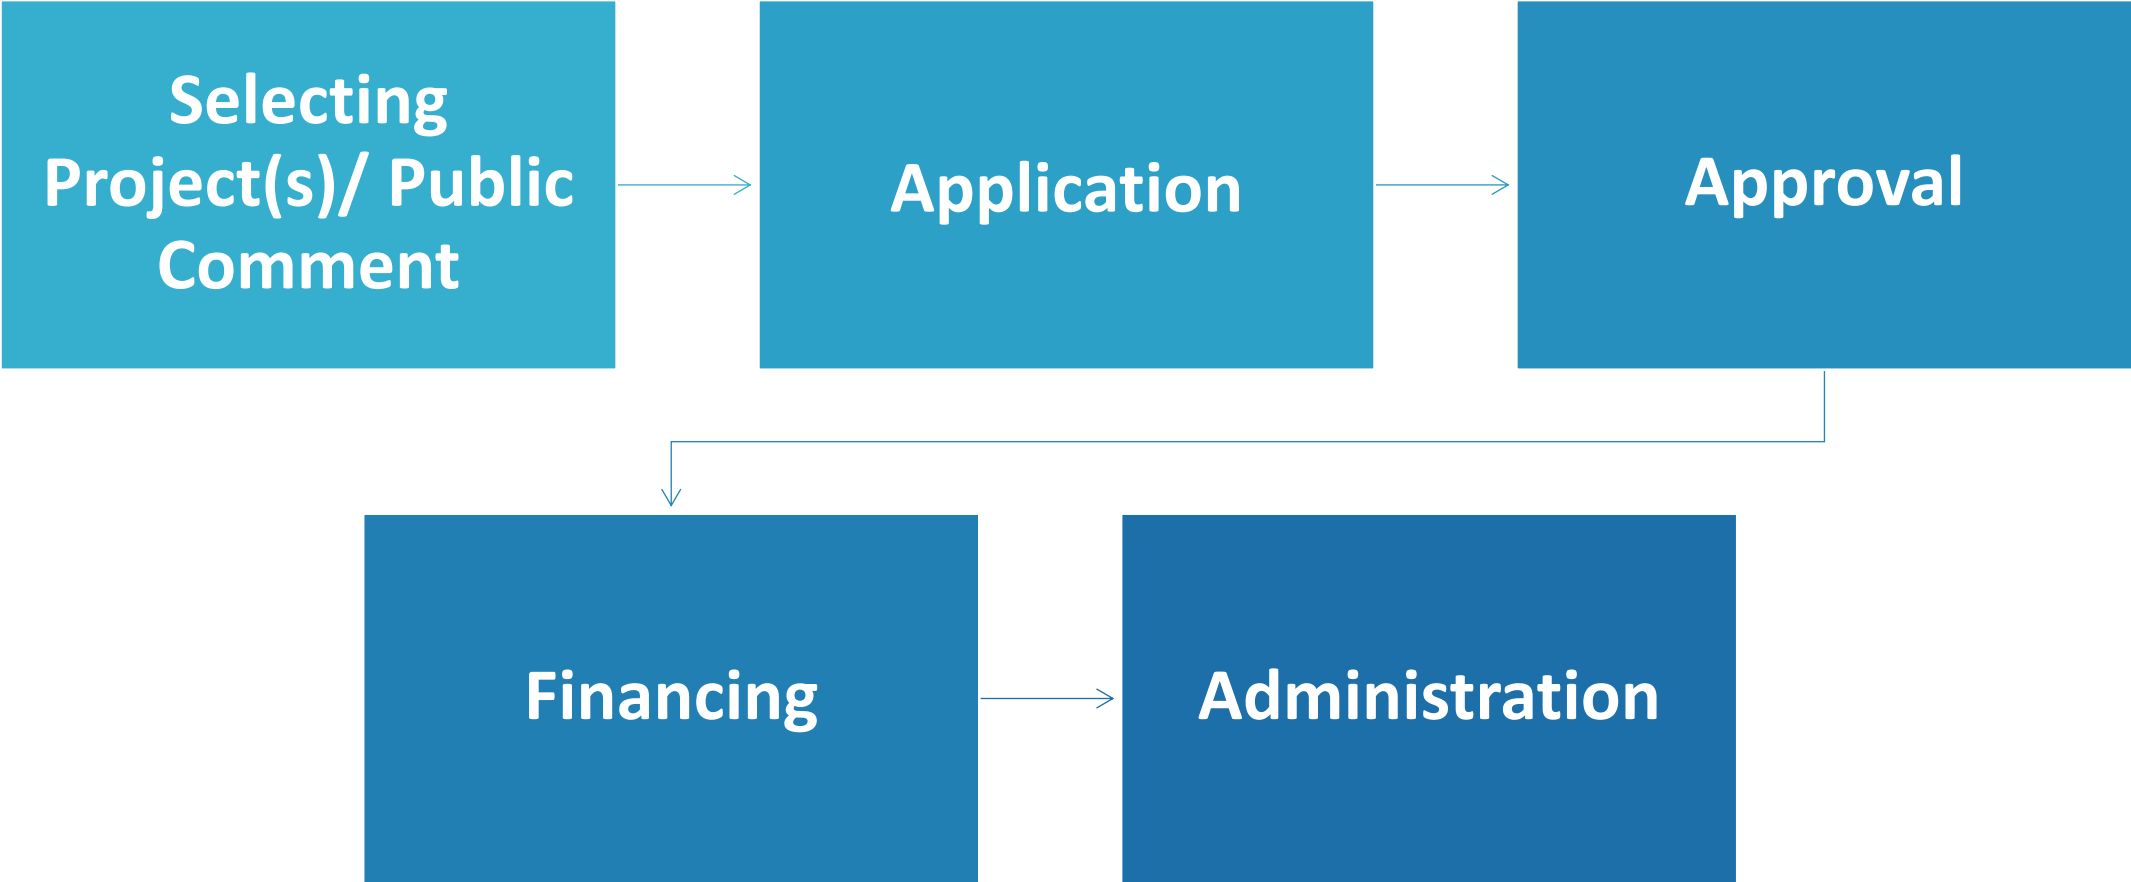 Selecting
Project(s)/ Public
Comment
Application
Approval
Financing
Administration